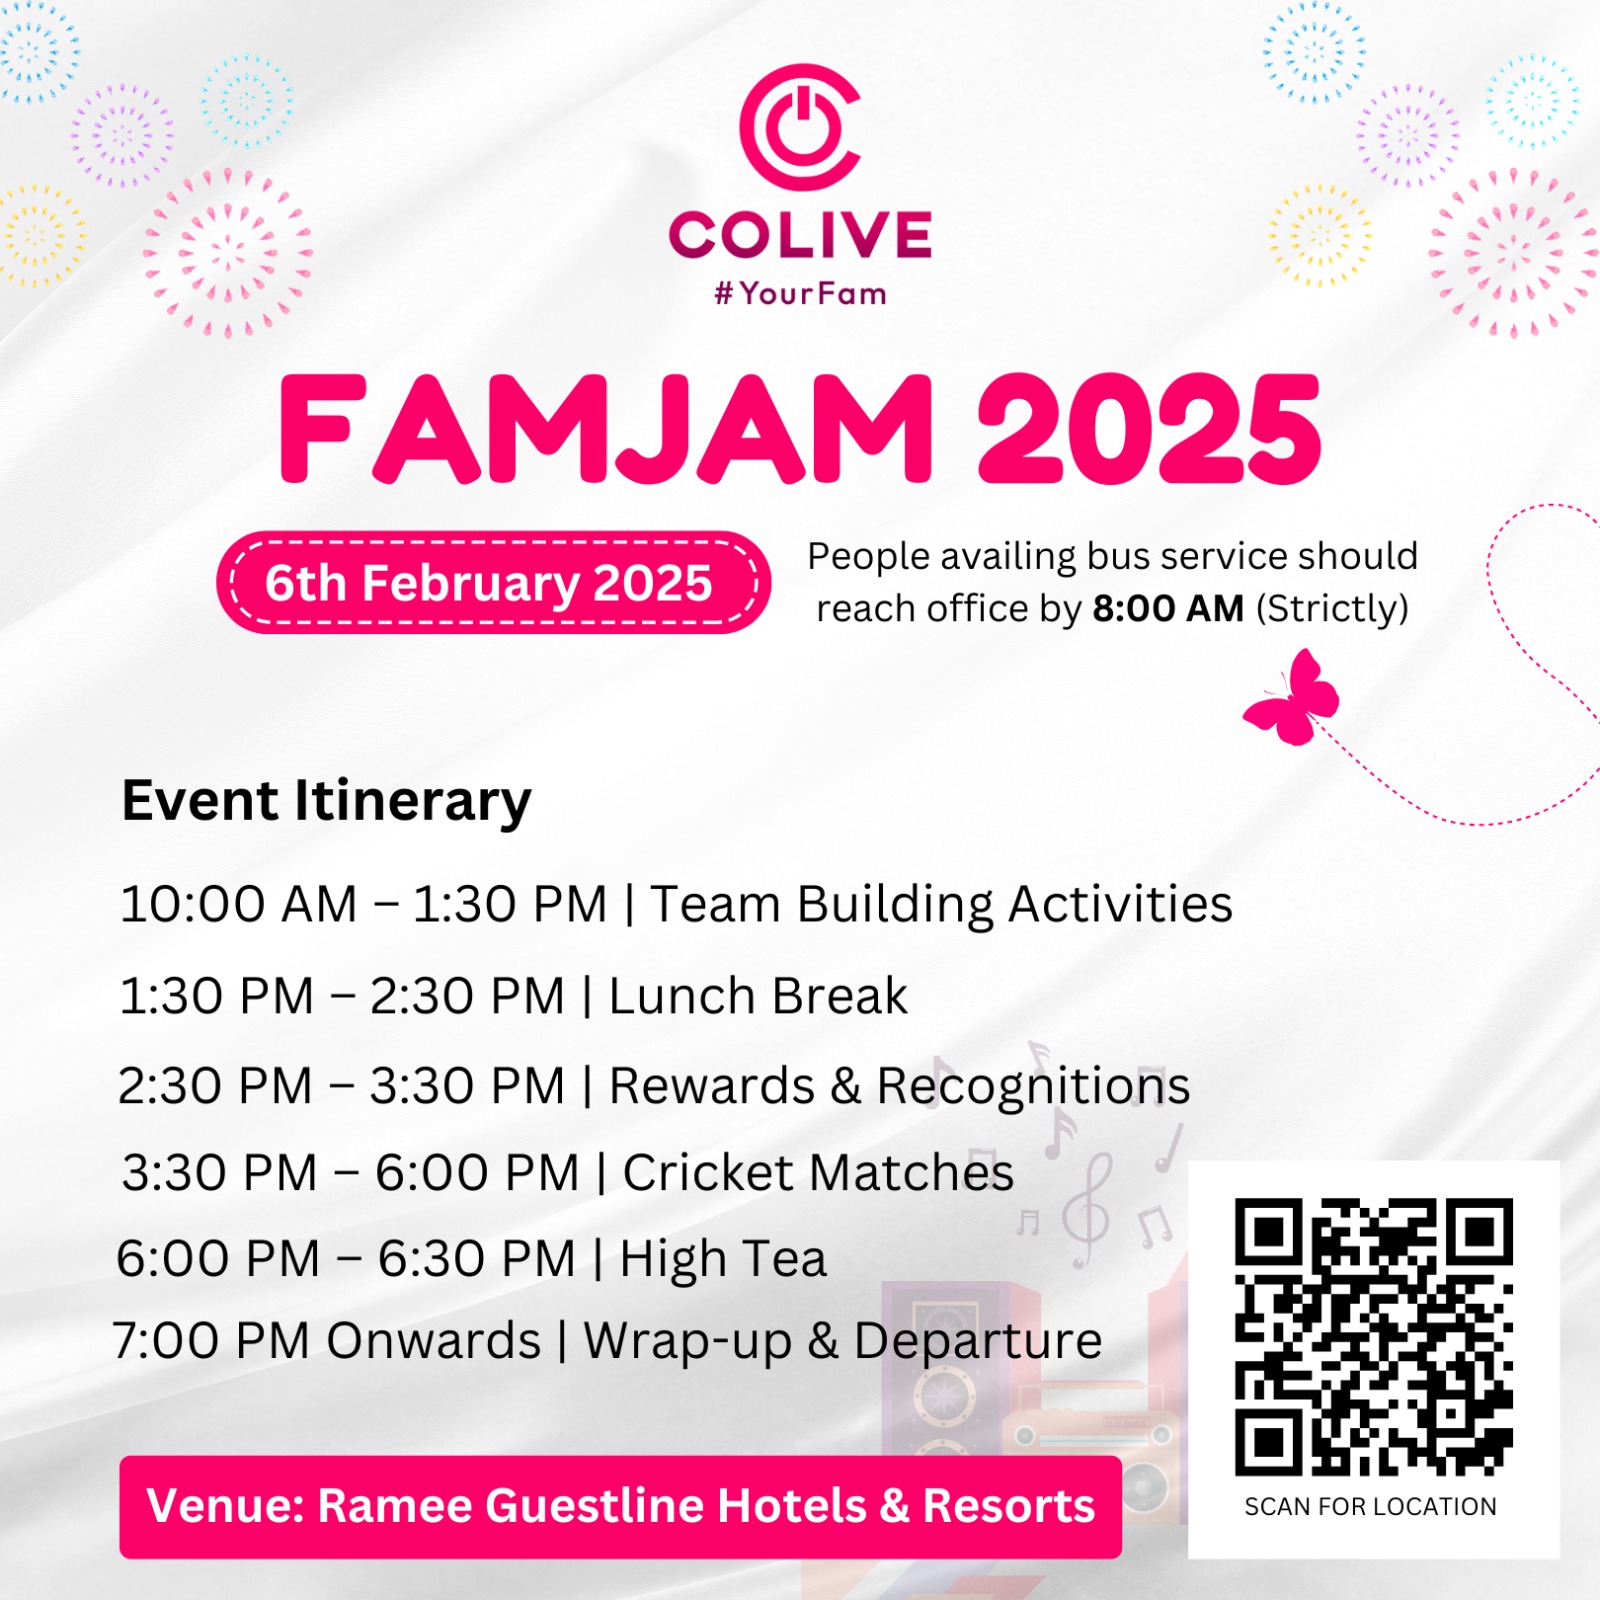 COLIVE
#YourFam
FAMJAM 2025
6th February 2025
People availing bus service should
reach office by 8:00 AM (Strictly)
Event Itinerary
10:00 AM – 1:30 PM | Team Building Activities
1:30 PM – 2:30 PM | Lunch Break
2:30 PM – 3:30 PM | Rewards & Recognitions
3:30 PM – 6:00 PM | Cricket Matches
6:00 PM – 6:30 PM | High Tea
7:00 PM Onwards | Wrap-up & Departure
Venue: Ramee Guestline Hotels & Resorts
SCAN FOR LOCATION